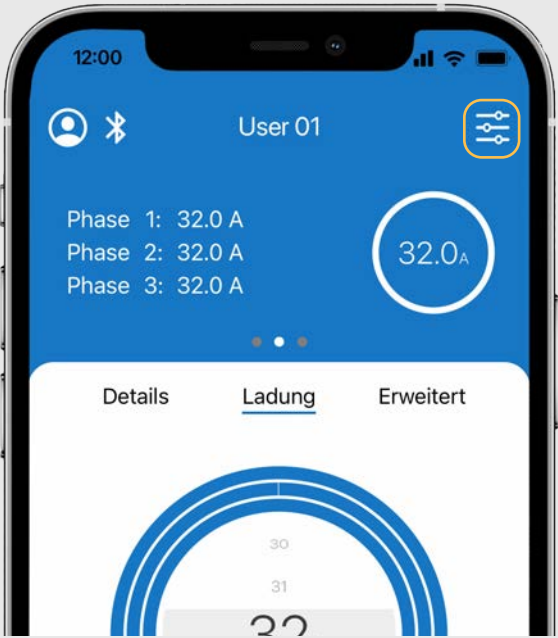 12:00
User 01
Phase 1: 32.0 A
Phase 2: 32.0 A
Phase 3: 32.0 A
32.0A
Details Ladung Erweitert
30
31
32